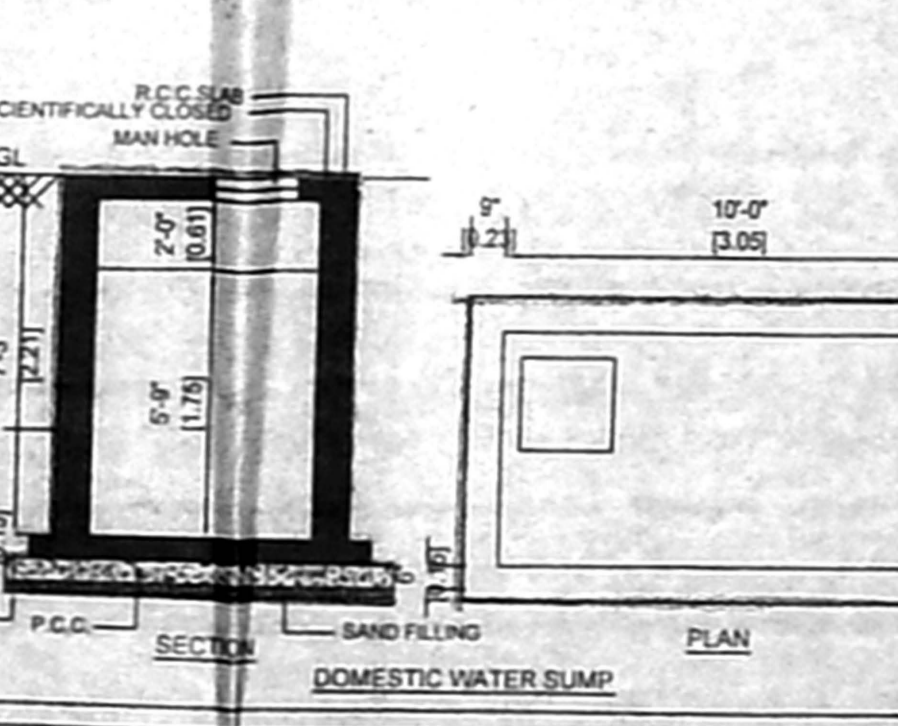 R.C.C.SLAB
CIENTIFICALLY CLOSED
MAN HOLE
GL
9"
[0.23]
10'-0"
[3.05]
2'-0"
[0.61]
[2.21]
5'-9"
[1.75]
P.C.C.
SAND FILLING
SECTION
PLAN
DOMESTIC WATER SUMP